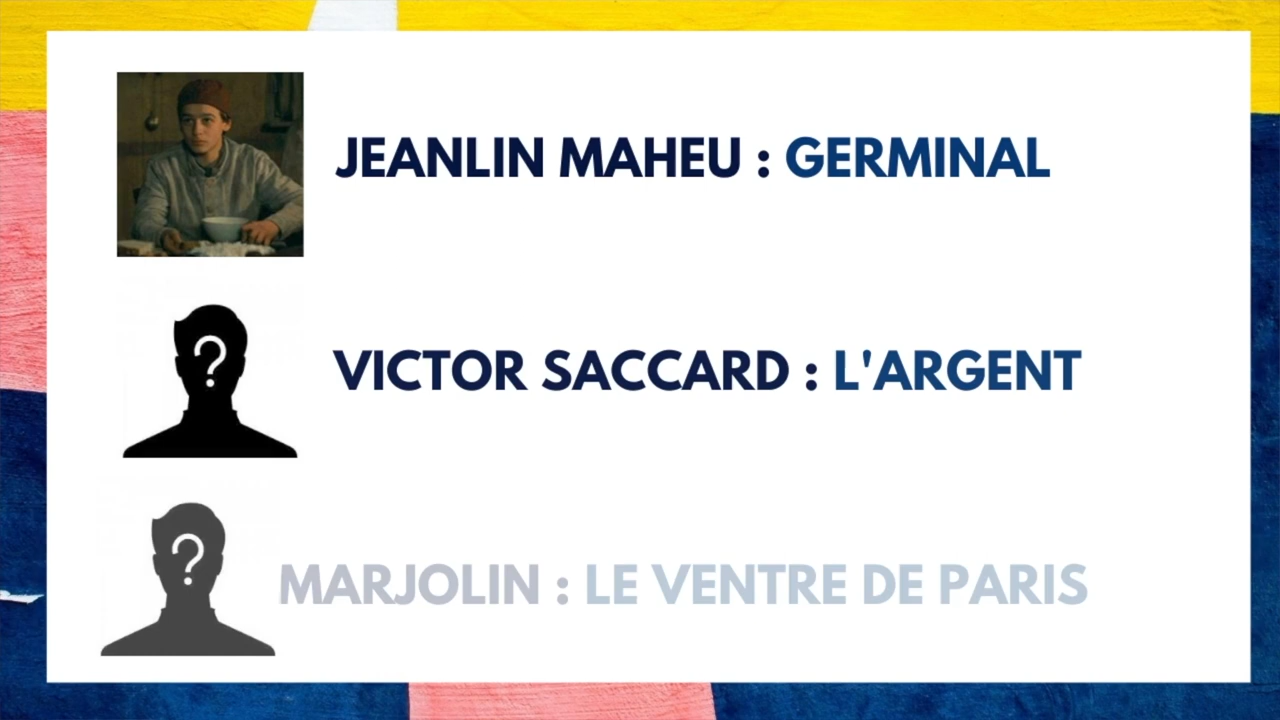 JEANLIN MAHEU : GERMINAL
?
VICTOR SACCARD : L'ARGENT
?
MARJOLIN : LE VENTRE DE PARIS